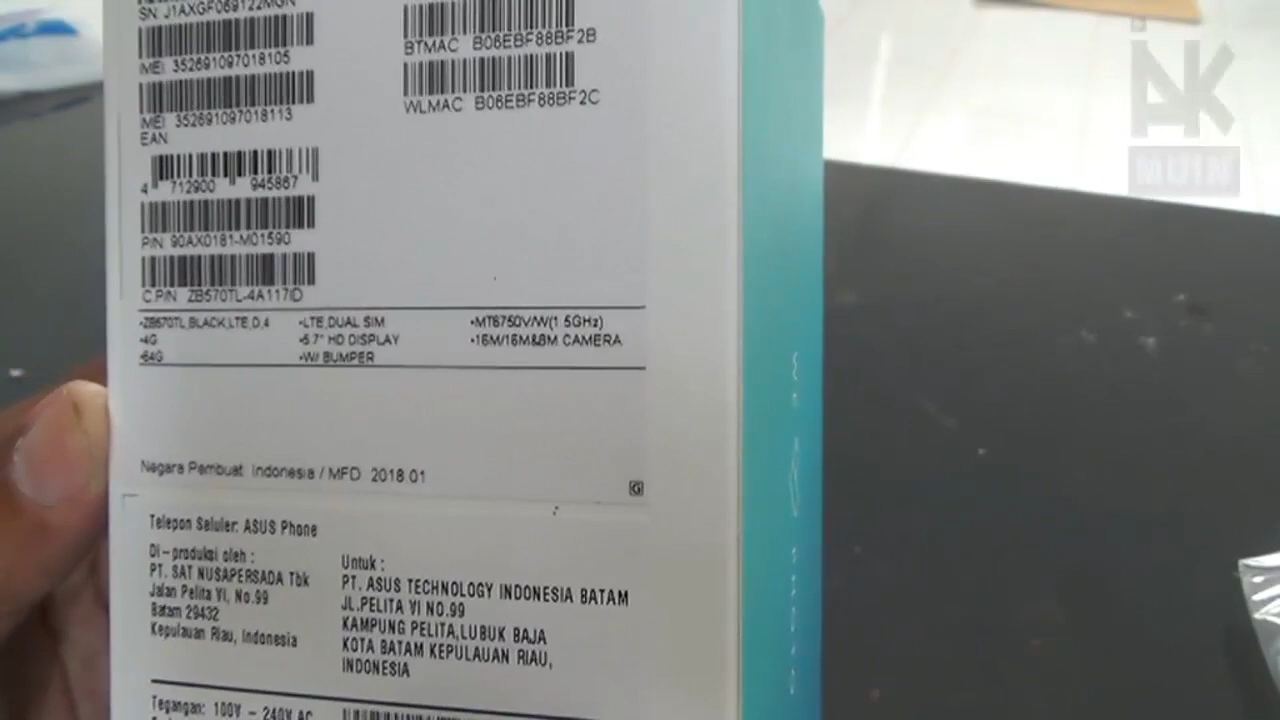 SN: J1AXGF069122MGN
IMEI: 352691097018105
IMEI: 352691097018113
EAN
4 712900 945867
P/N: 90AX0181-M01590
C.P/N: ZB570TL-4A117ID
BTMAC: B06EBF88BF2B
WLMAC: B06EBF88BF2C
•ZB570TL,BLACK,LTE,D,4
•4G
•64G
•LTE,DUAL SIM
•5.7" HD DISPLAY
•W/ BUMPER
•MT6750V/W(1.5GHz)
•16M/16M&8M CAMERA
Negara Pembuat: Indonesia / MFD: 2018.01
G
Telepon Seluler: ASUS Phone
Di-produksi oleh :
PT. SAT NUSAPERSADA Tbk
Jalan Pelita VI, No.99
Batam 29432
Kepulauan Riau, Indonesia
Untuk :
PT. ASUS TECHNOLOGY INDONESIA BATAM
JL.PELITA VI NO.99
KAMPUNG PELITA,LUBUK BAJA
KOTA BATAM KEPULAUAN RIAU,
INDONESIA
Tegangan: 100V - 240V AC